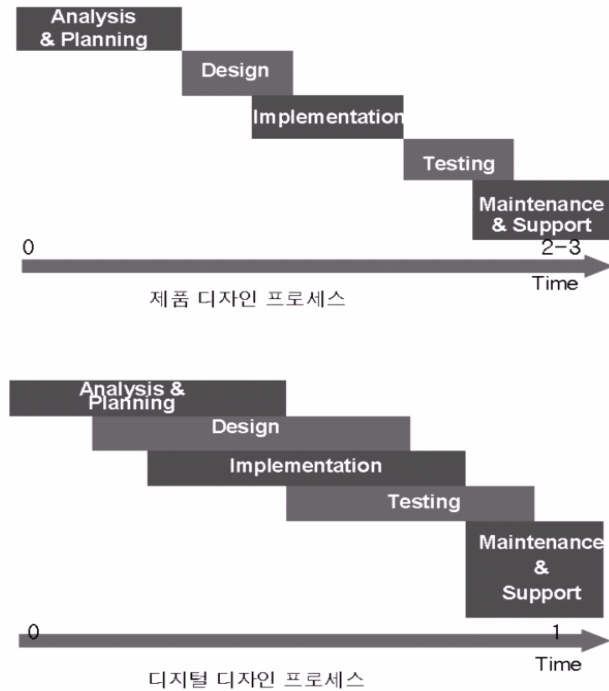 Analysis
& Planning
Design
Implementation
Testing
Maintenance
& Support
0
2-3
Time
제품 디자인 프로세스
Analysis &
Planning
Design
Implementation
Testing
Maintenance
&
Support
0
1
Time
디지털 디자인 프로세스